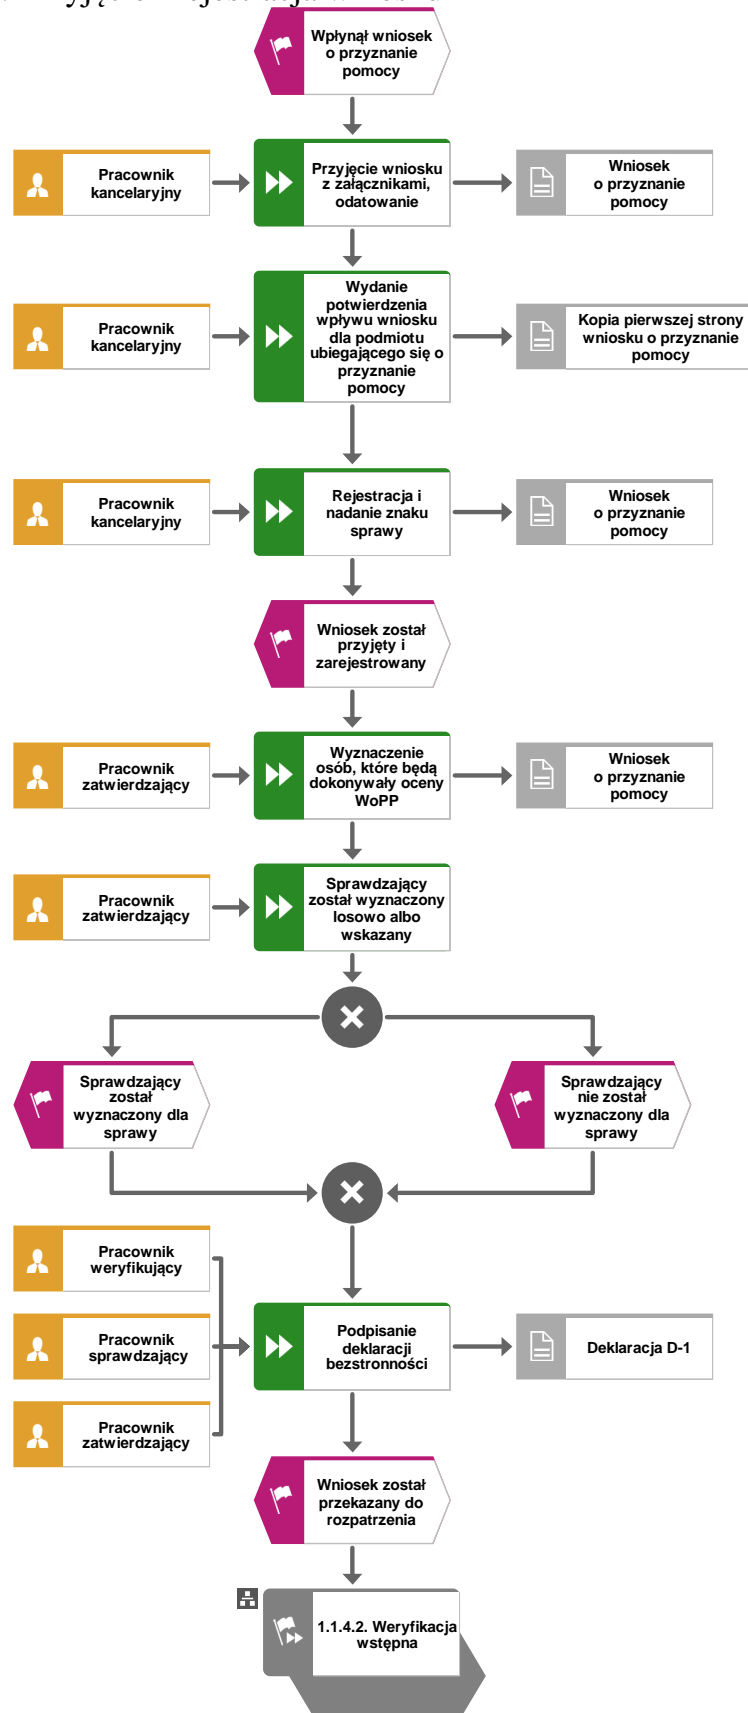 Wpłynął wniosek
o przyznanie
pomocy
Pracownik
kancelaryjny
Przyjęcie wniosku
z załącznikami,
odatowanie
Wniosek
o przyznanie
pomocy
Pracownik
kancelaryjny
Wydanie
potwierdzenia
wpływu wniosku
dla podmiotu
ubiegającego się o
przyznanie
pomocy
Kopia pierwszej strony
wniosku o przyznanie
pomocy
Pracownik
kancelaryjny
Rejestracja i
nadanie znaku
sprawy
Wniosek
o przyznanie
pomocy
Wniosek został
przyjęty i
zarejestrowany
Pracownik
zatwierdzający
Wyznaczenie
osób, które będą
dokonywały oceny
WoPP
Wniosek
o przyznanie
pomocy
Pracownik
zatwierdzający
Sprawdzający
został wyznaczony
losowo albo
wskazany
Sprawdzający
został
wyznaczony dla
sprawy
Sprawdzający
nie został
wyznaczony dla
sprawy
Pracownik
weryfikujący
Pracownik
sprawdzający
Pracownik
zatwierdzający
Podpisanie
deklaracji
bezstronności
Deklaracja D-1
Wniosek został
przekazany do
rozpatrzenia
1.1.4.2. Weryfikacja
wstępna